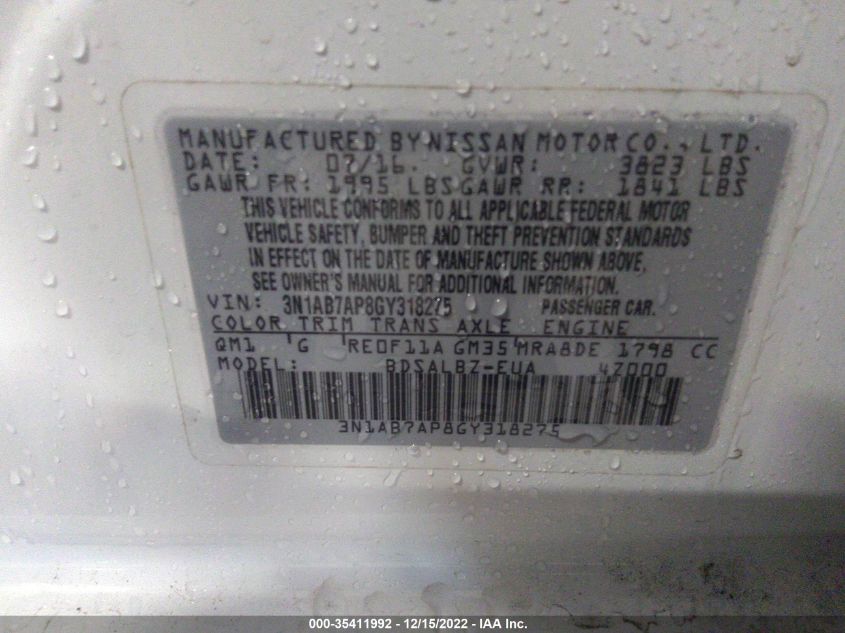 MANUFACTURED BY NISSAN MOTOR CO., LTD.
DATE: 07/16. GVWR: 3823 LBS
GAWR FR: 1995 LBS GAWR RR: 1841 LBS
THIS VEHICLE CONFORMS TO ALL APPLICABLE FEDERAL MOTOR
VEHICLE SAFETY, BUMPER AND THEFT PREVENTION STANDARDS
IN EFFECT ON THE DATE OF MANUFACTURE SHOWN ABOVE,
SEE OWNER'S MANUAL FOR ADDITIONAL INFORMATION.
VIN: 3N1AB7AP8GY318275 PASSENGER CAR.
COLOR TRIM TRANS AXLE ENGINE
QM1 G RE0F11A GM35 MRA8DE 1798 CC
MODEL: BDSALBZ-EUA 4Z000
3N1AB7AP8GY318275
000-35411992 - 12/15/2022 - IAA Inc.